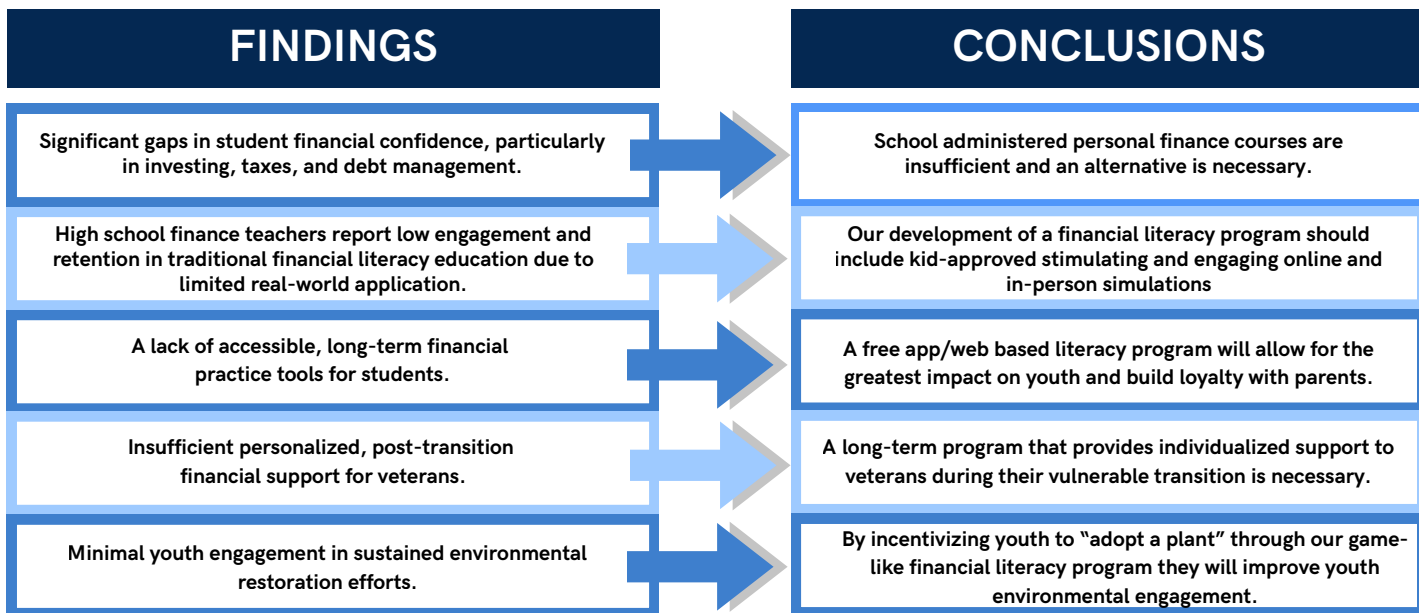 FINDINGS
CONCLUSIONS
Significant gaps in student financial confidence, particularly
in investing, taxes, and debt management.
School administered personal finance courses are
insufficient and an alternative is necessary.
High school finance teachers report low engagement and
retention in traditional financial literacy education due to
limited real-world application.
Our development of a financial literacy program should
include kid-approved stimulating and engaging online and
in-person simulations
A lack of accessible, long-term financial
practice tools for students.
A free app/web based literacy program will allow for the
greatest impact on youth and build loyalty with parents.
Insufficient personalized, post-transition
financial support for veterans.
A long-term program that provides individualized support to
veterans during their vulnerable transition is necessary.
Minimal youth engagement in sustained environmental
restoration efforts.
By incentivizing youth to “adopt a plant” through our game-
like financial literacy program they will improve youth
environmental engagement.